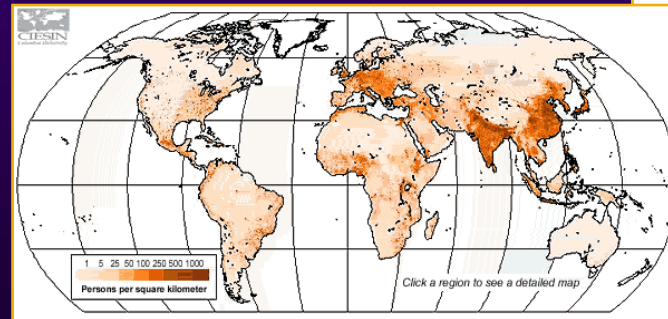 CIESIN
Columbia University
1 5 25 50 100 250 500 1000
Persons per square kilometer
Click a region to see a detailed map